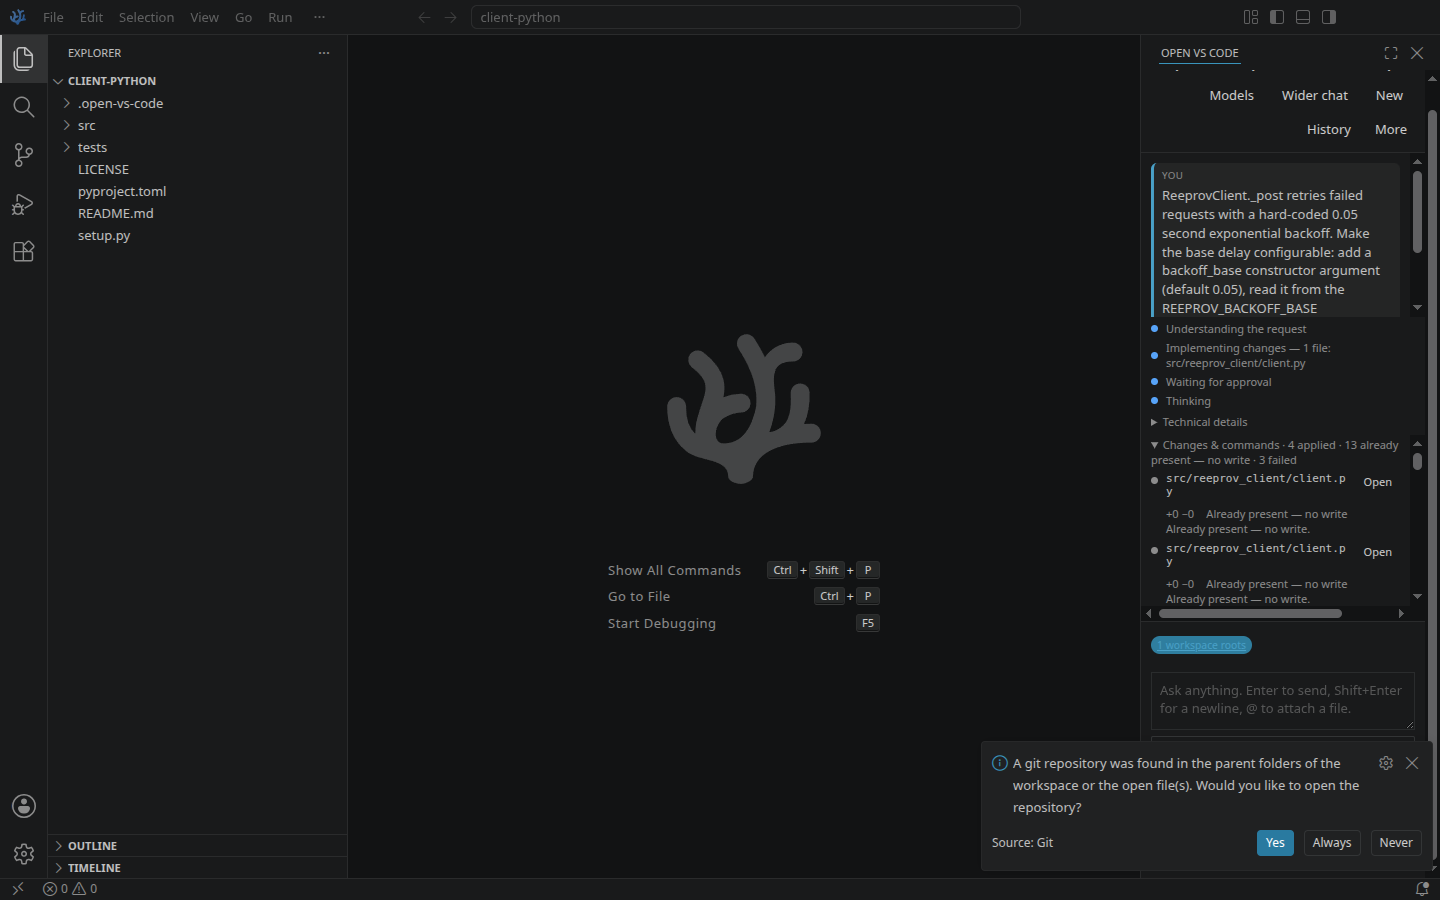 File Edit Selection View Go Run ···
client-python
EXPLORER
CLIENT-PYTHON
.open-vs-code
src
tests
LICENSE
pyproject.toml
README.md
setup.py
OUTLINE
TIMELINE
Show All Commands Ctrl + Shift + P
Go to File Ctrl + P
Start Debugging F5
OPEN VS CODE
Models Wider chat New
History More
YOU
ReeprovClient._post retries failed
requests with a hard-coded 0.05
second exponential backoff. Make
the base delay configurable: add a
backoff_base constructor argument
(default 0.05), read it from the
REEPROV_BACKOFF_BASE
Understanding the request
Implementing changes — 1 file:
src/reeprov_client/client.py
Waiting for approval
Thinking
Technical details
Changes & commands · 4 applied · 13 already
present — no write · 3 failed
src/reeprov_client/client.p
y
Open
+0 −0 Already present — no write
Already present — no write.
src/reeprov_client/client.p
y
Open
+0 −0 Already present — no write
Already present — no write.
1 workspace roots
Ask anything. Enter to send, Shift+Enter
for a newline, @ to attach a file.
A git repository was found in the parent folders of the
workspace or the open file(s). Would you like to open the
repository?
Source: Git Yes Always Never
0 0